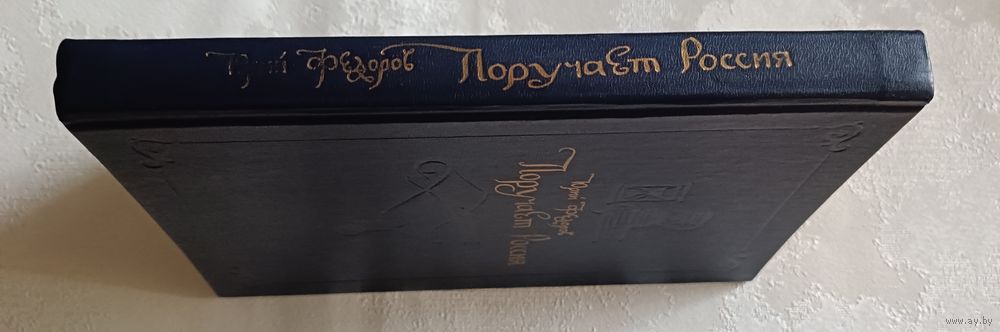 Юрий Федоров Поручает Россия
Юрий Федоров
Поручает Россия
www.ay.by